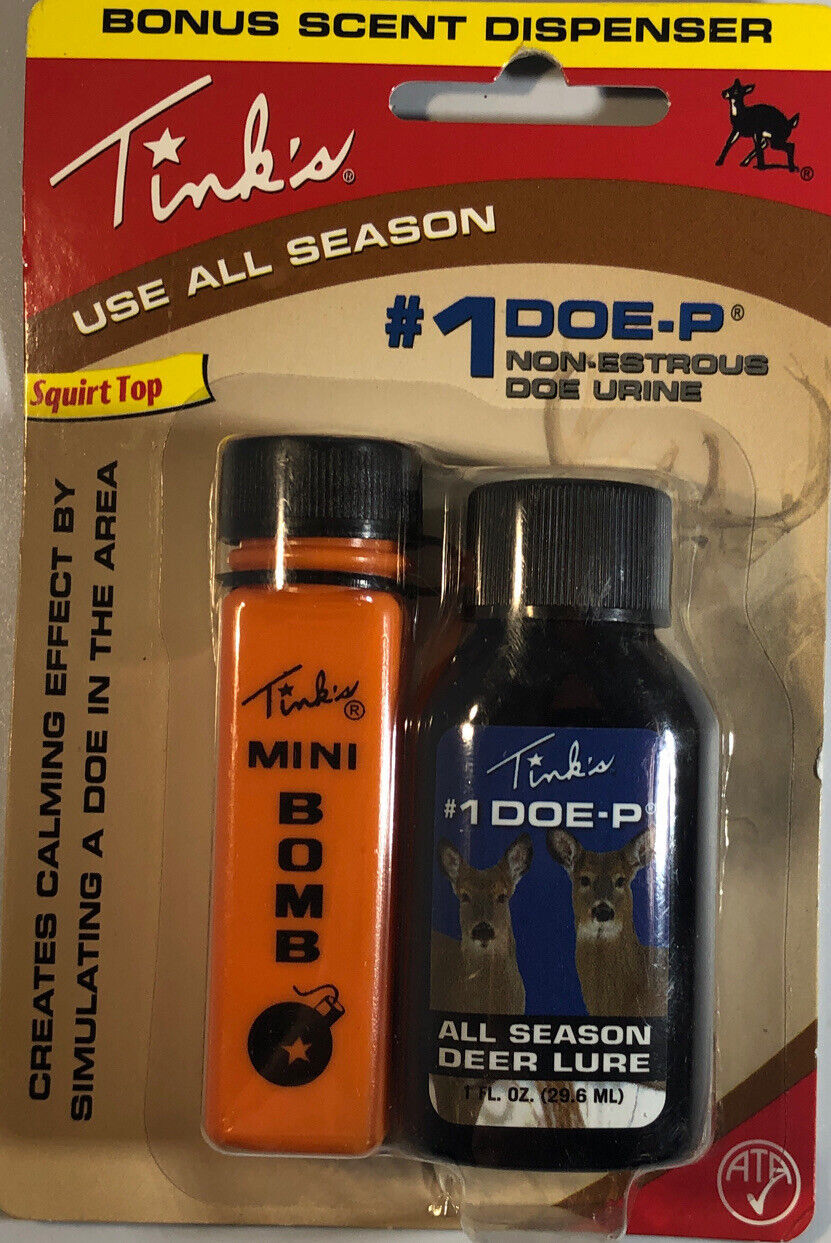 BONUS SCENT DISPENSER
Tink's®
®
USE ALL SEASON
#1 DOE-P®
NON-ESTROUS
DOE URINE
Squirt Top
CREATES CALMING EFFECT BY
SIMULATING A DOE IN THE AREA
Tink's®
MINI
BOMB
Tink's
#1 DOE-P®
ALL SEASON
DEER LURE
1 FL. OZ. (29.6 ML)
ATA